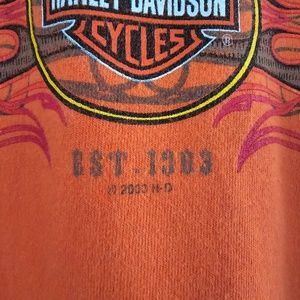 HARLEY-DAVIDSON
CYCLES
®
EST. 1903
© 2003 H-D